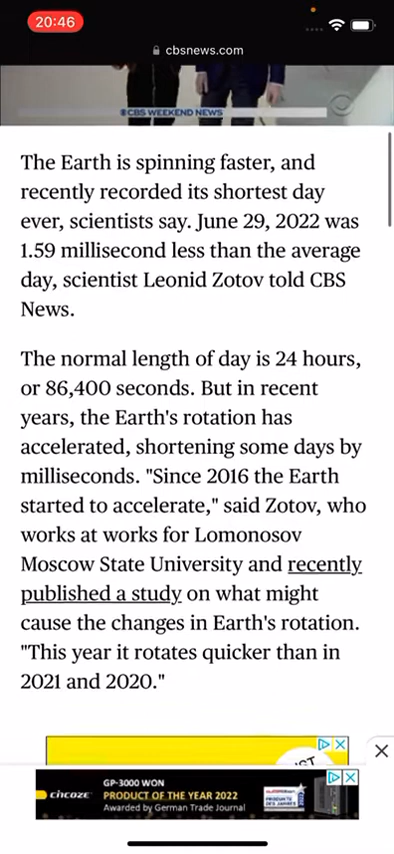 20:46
cbsnews.com
CBS WEEKEND NEWS
The Earth is spinning faster, and
recently recorded its shortest day
ever, scientists say. June 29, 2022 was
1.59 millisecond less than the average
day, scientist Leonid Zotov told CBS
News.
The normal length of day is 24 hours,
or 86,400 seconds. But in recent
years, the Earth's rotation has
accelerated, shortening some days by
milliseconds. "Since 2016 the Earth
started to accelerate," said Zotov, who
works at works for Lomonosov
Moscow State University and recently
published a study on what might
cause the changes in Earth's rotation.
"This year it rotates quicker than in
2021 and 2020."
cincoze
GP-3000 WON
PRODUCT OF THE YEAR 2022
Awarded by German Trade Journal